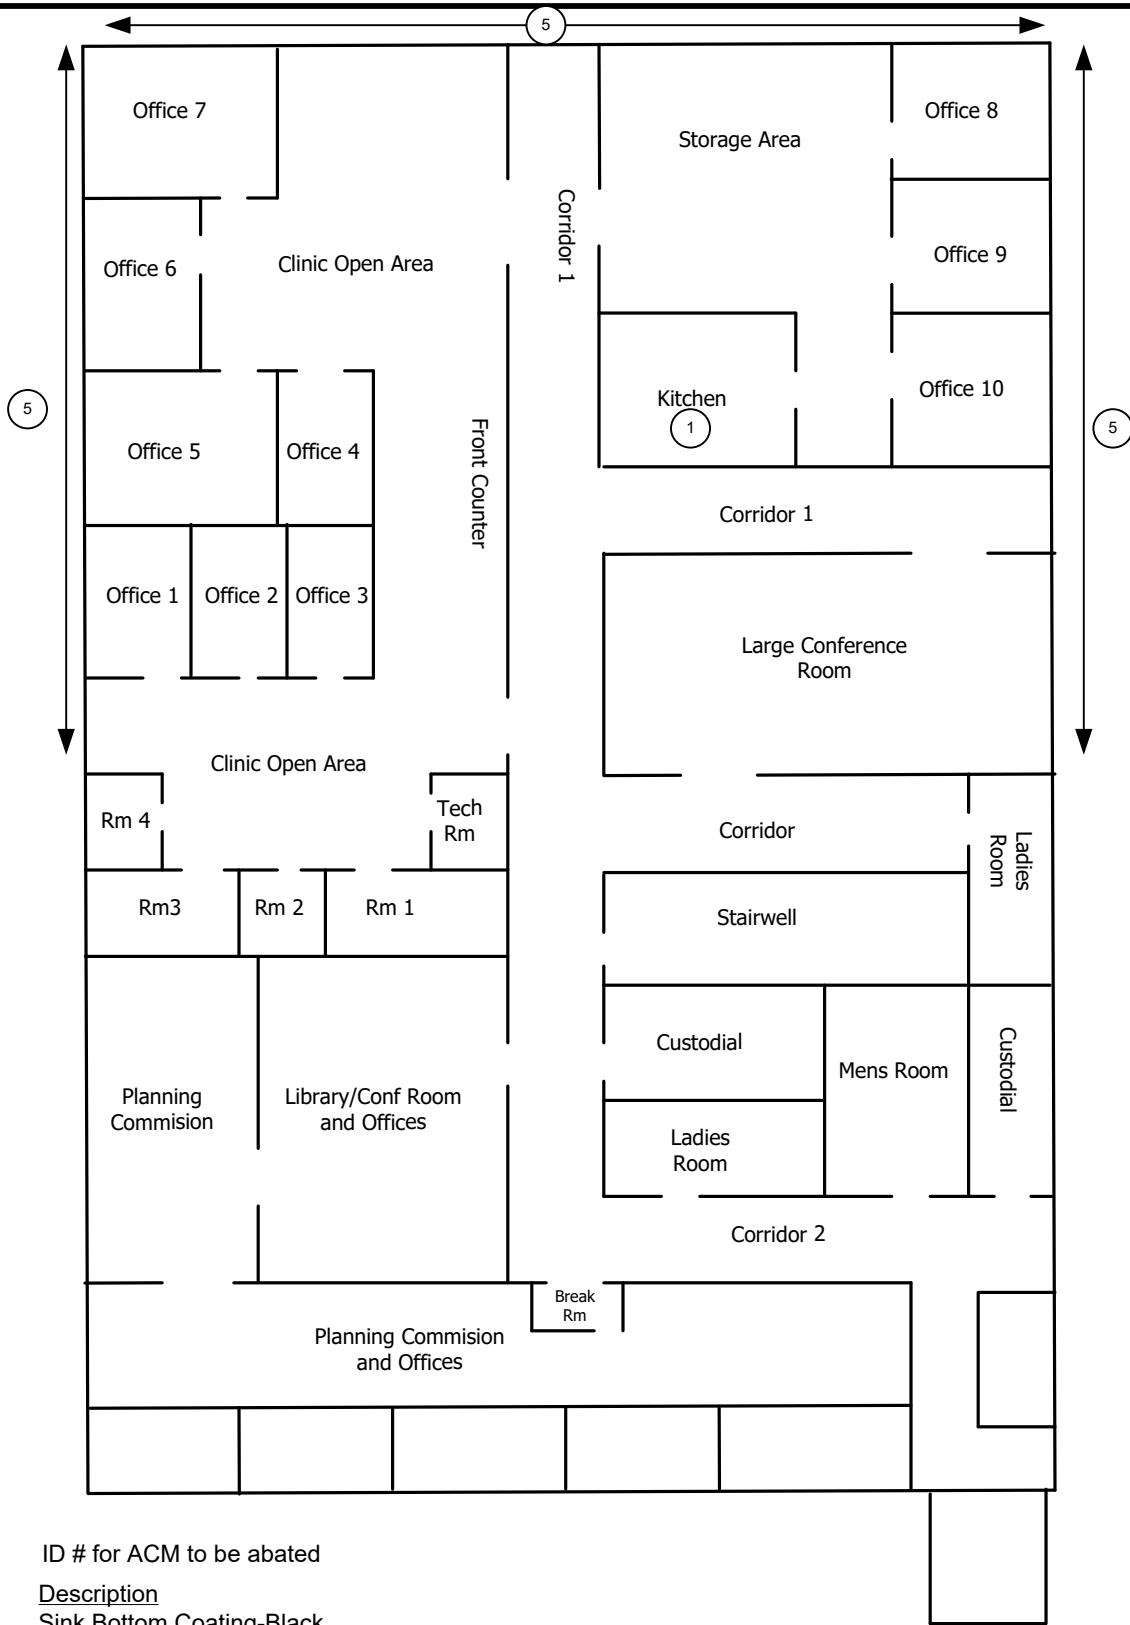 5
Office 7
Office 8
Storage Area
Corridor 1
Office 9
Clinic Open Area
Office 6
Office 10
Kitchen
1
5
5
Office 5
Office 4
Front Counter
Corridor 1
Office 1
Office 2
Office 3
Large Conference
Room
Clinic Open Area
Rm 4
Tech
Rm
Corridor
Ladies
Room
Rm3
Rm 2
Rm 1
Stairwell
Custodial
Mens Room
Custodial
Planning
Commision
Library/Conf Room
and Offices
Ladies
Room
Corridor 2
Break
Rm
Planning Commision
and Offices
ID # for ACM to be abated
Description
Sink Bottom Coating-Black